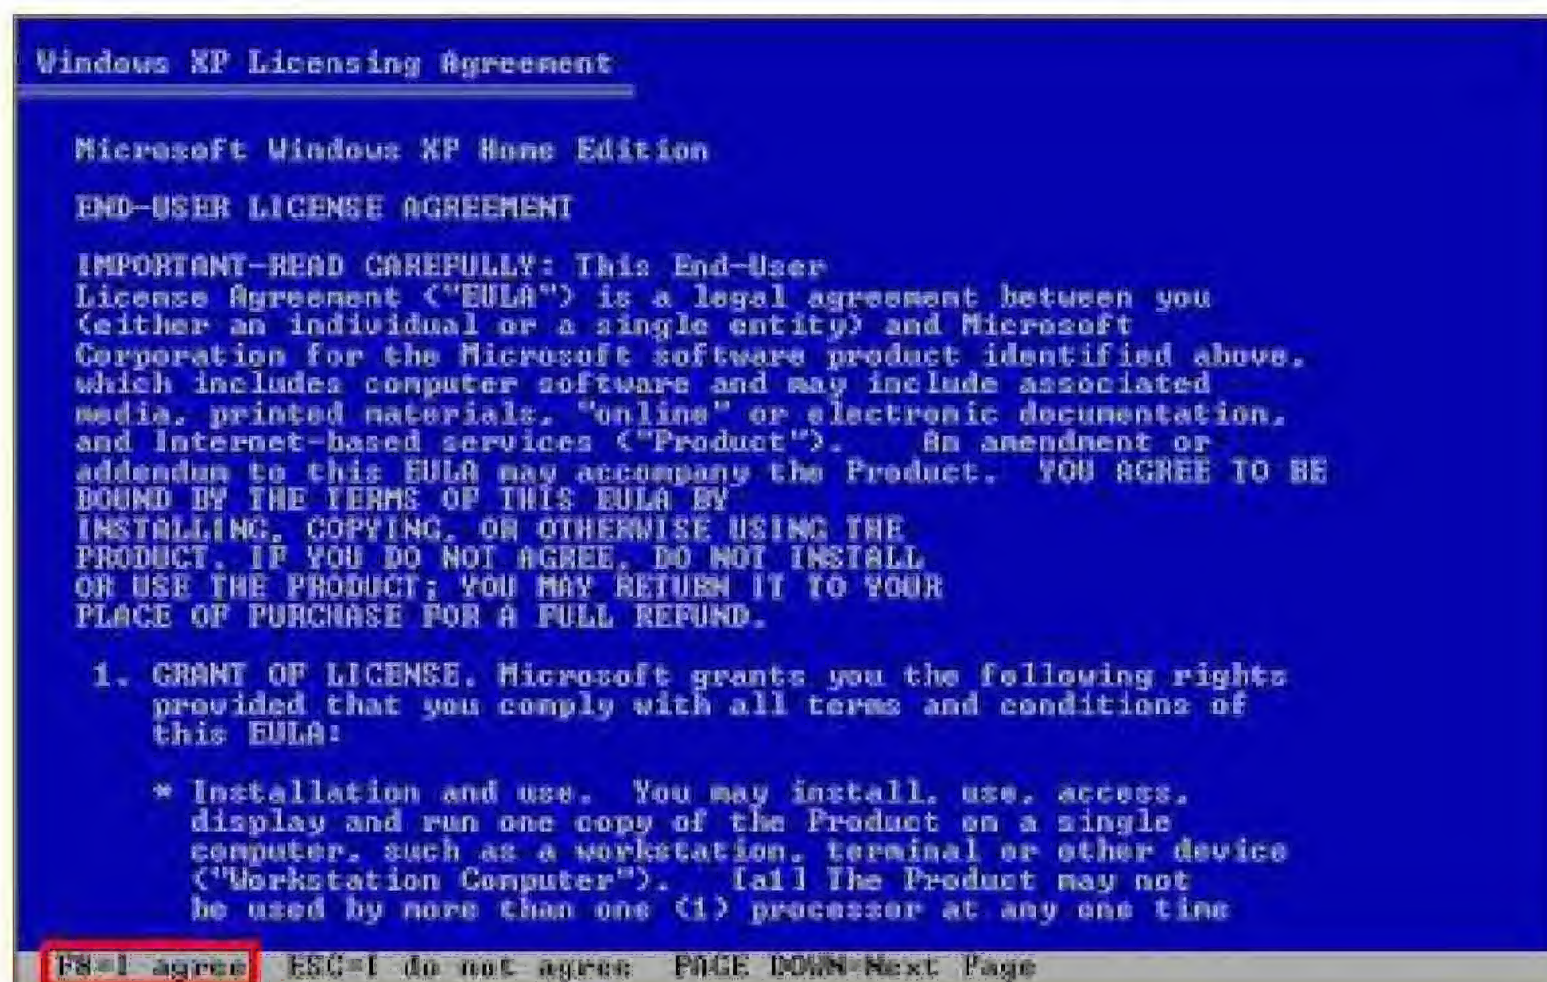 Windows XP Licensing Agreement
Microsoft Windows XP Home Edition
END-USER LICENSE AGREEMENT
IMPORTANT-READ CAREFULLY: This End-User
License Agreement ("EULA") is a legal agreement between you
(either an individual or a single entity) and Microsoft
Corporation for the Microsoft software product identified above,
which includes computer software and may include associated
media, printed materials, "online" or electronic documentation,
and Internet-based services ("Product").   An amendment or
addendum to this EULA may accompany the Product.  YOU AGREE TO BE
BOUND BY THE TERMS OF THIS EULA BY
INSTALLING, COPYING, OR OTHERWISE USING THE
PRODUCT. IF YOU DO NOT AGREE, DO NOT INSTALL
OR USE THE PRODUCT; YOU MAY RETURN IT TO YOUR
PLACE OF PURCHASE FOR A FULL REFUND.
1. GRANT OF LICENSE. Microsoft grants you the following rights
provided that you comply with all terms and conditions of
this EULA:
* Installation and use.  You may install, use, access,
display and run one copy of the Product on a single
computer, such as a workstation, terminal or other device
("Workstation Computer").   [a1] The Product may not
be used by more than one (1) processor at any one time
F8=I agree  ESC=I do not agree  PAGE DOWN=Next Page